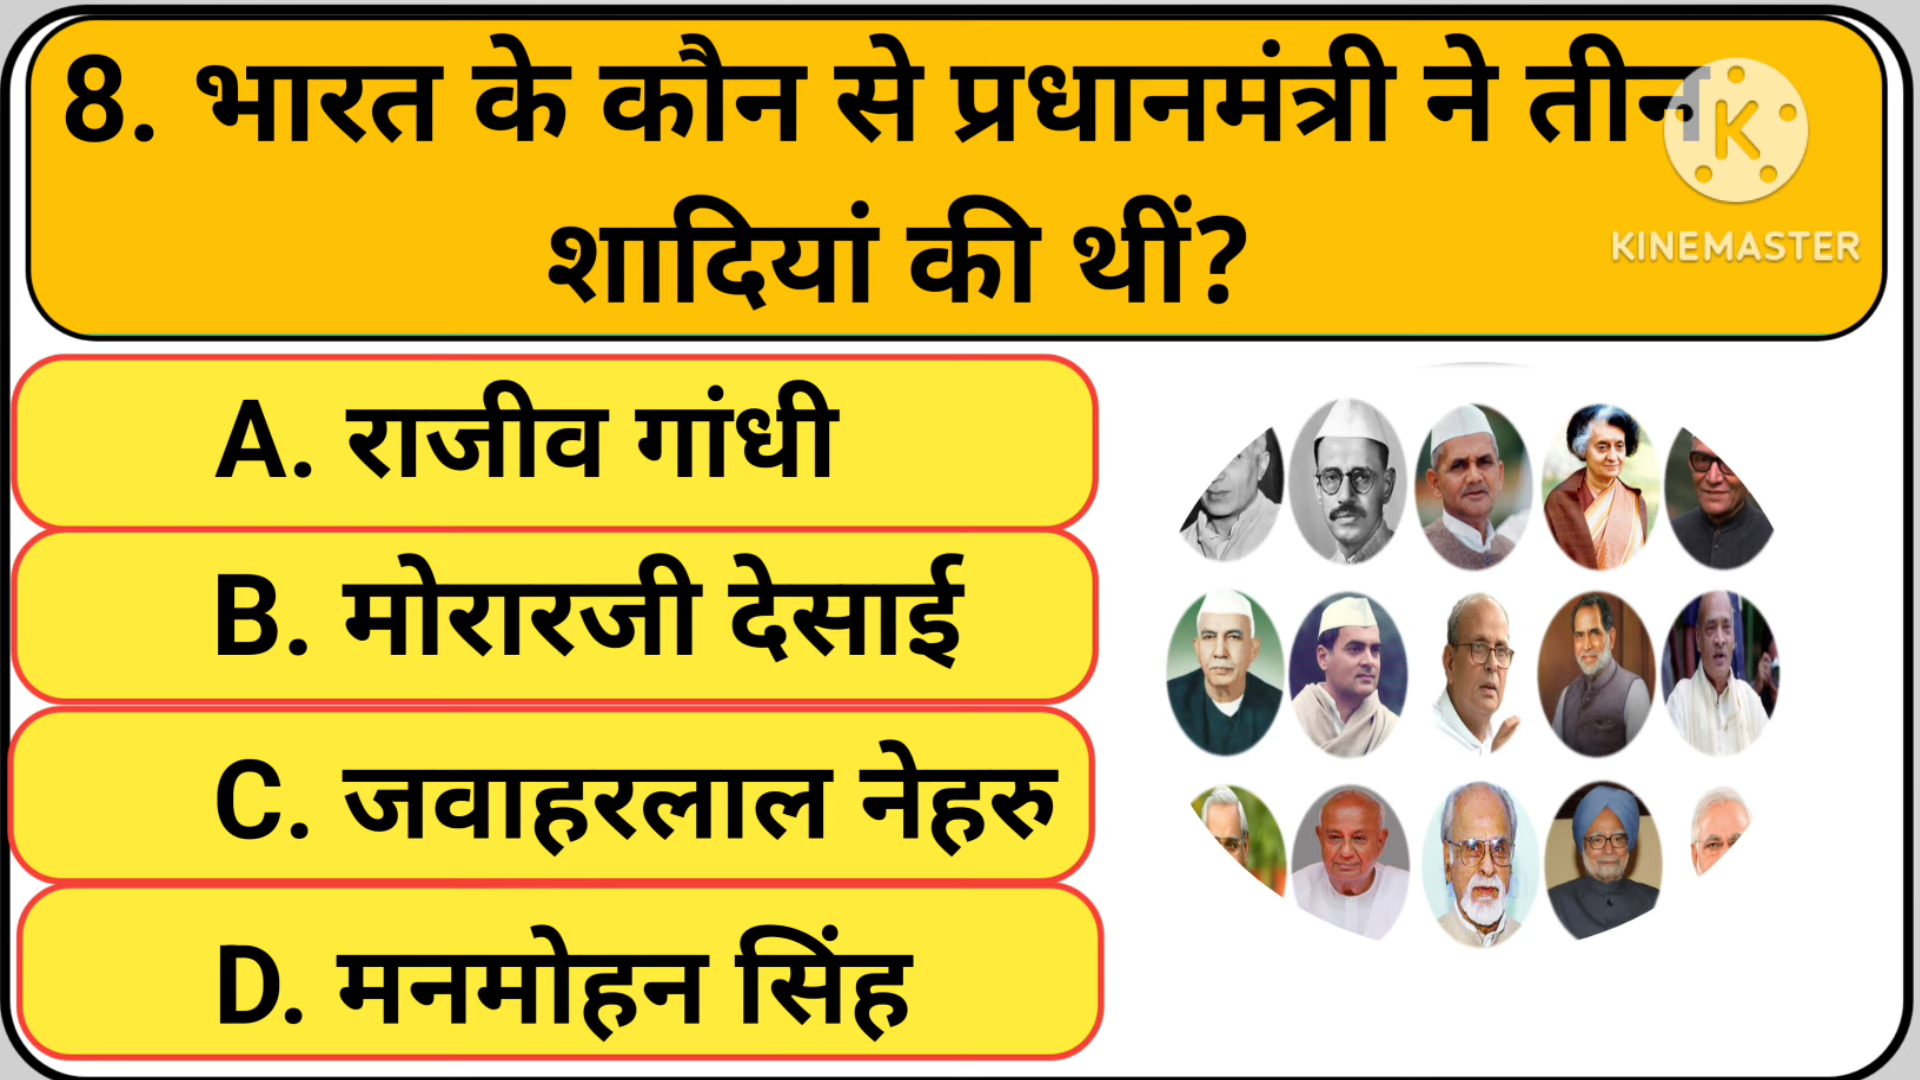 8. भारत के कौन से प्रधानमंत्री ने तीन
शादियां की थीं?
K
KINEMASTER
A. राजीव गांधी
B. मोरारजी देसाई
C. जवाहरलाल नेहरु
D. मनमोहन सिंह